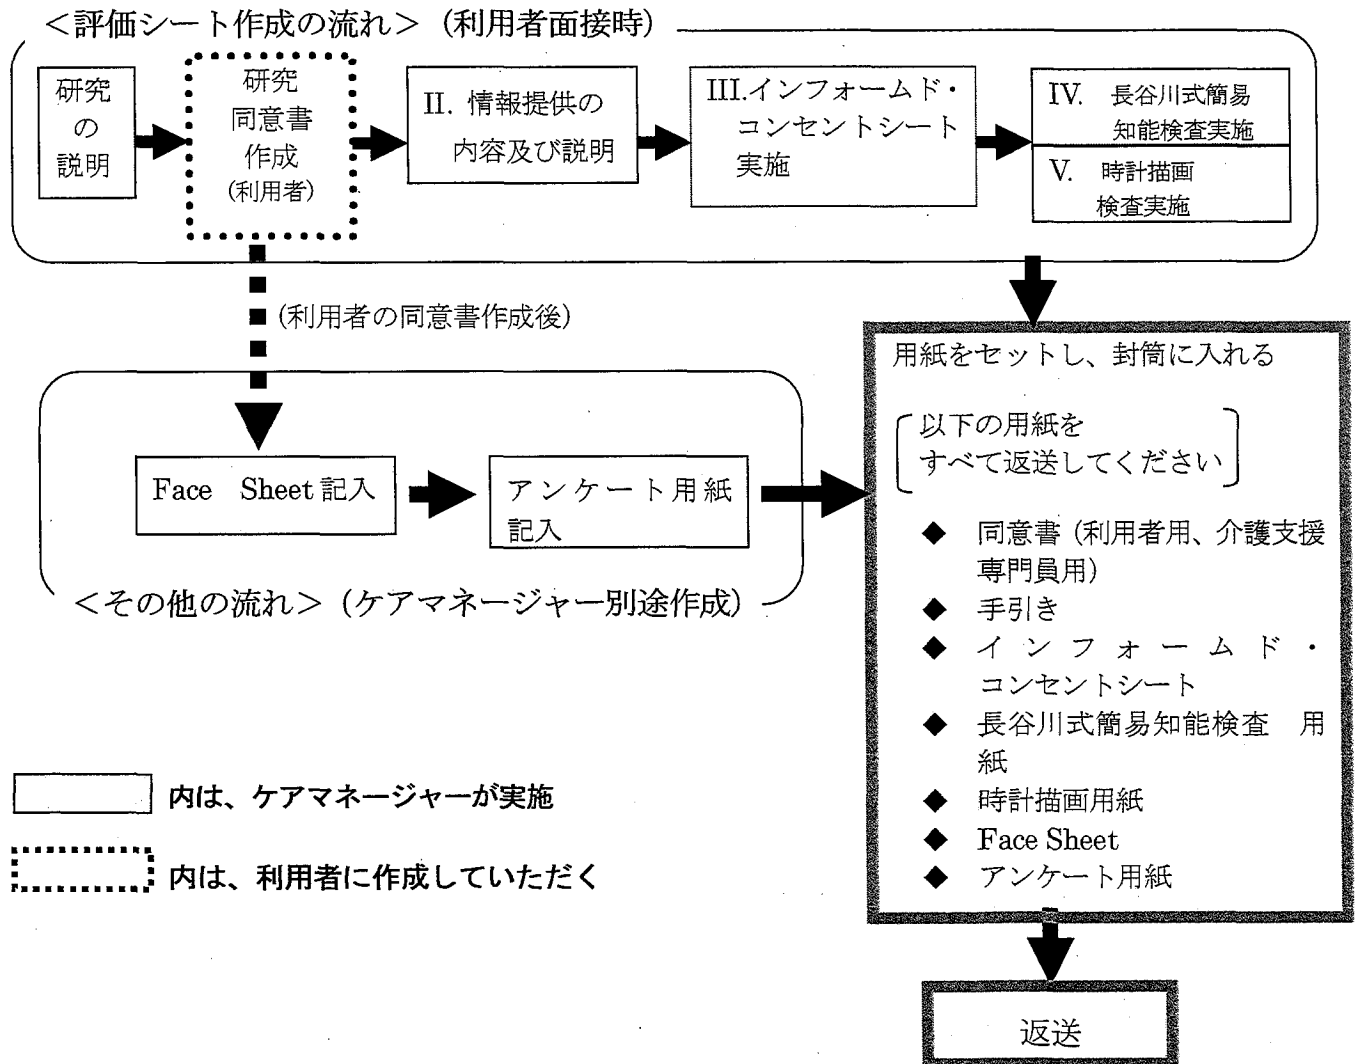 ＜評価シート作成の流れ＞（利用者面接時）
研究
の
説明
研究
同意書
作成
(利用者)
II. 情報提供の
内容及び説明
III.インフォームド・
コンセントシート
実施
IV. 長谷川式簡易
知能検査実施
V. 時計描画
検査実施
(利用者の同意書作成後)
Face Sheet記入
アンケート用紙
記入
＜その他の流れ＞（ケアマネージャー別途作成）
用紙をセットし、封筒に入れる
以下の用紙を
すべて返送してください
◆ 同意書（利用者用、介護支援
専門員用）
◆ 手引き
◆ インフォームド・
コンセントシート
◆ 長谷川式簡易知能検査 用
紙
◆ 時計描画用紙
◆ Face Sheet
◆ アンケート用紙
内は、ケアマネージャーが実施
内は、利用者に作成していただく
返送